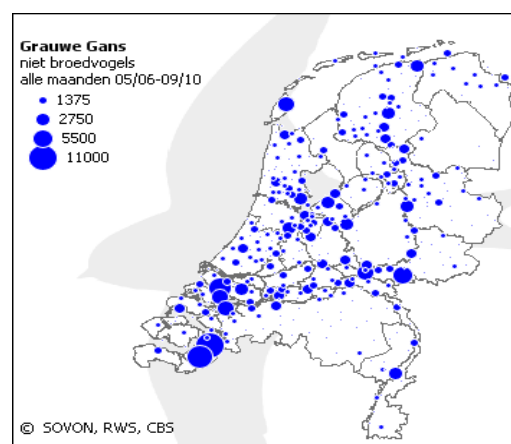 Grauwe Gans
niet broedvogels
alle maanden 05/06-09/10
1375
2750
5500
11000
© SOVON, RWS, CBS